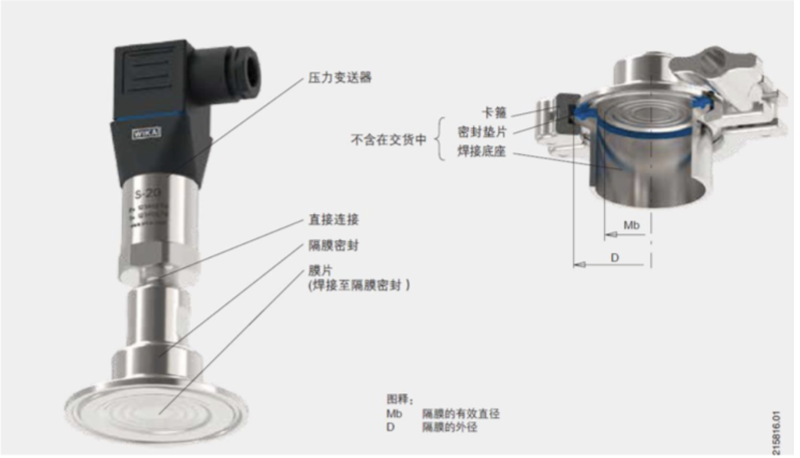 压力变送器
WIKA
S-20
直接连接
隔膜密封
膜片
(焊接至隔膜密封)
不含在交货中
卡箍
密封垫片
焊接底座
Mb
D
图释:
Mb 隔膜的有效直径
D 隔膜的外径
215816.01